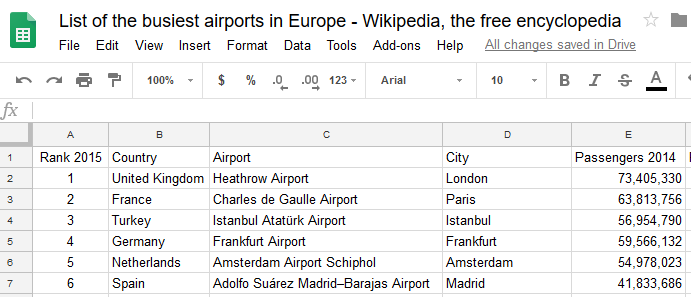 List of the busiest airports in Europe - Wikipedia, the free encyclopedia
File Edit View Insert Format Data Tools Add-ons Help All changes saved in Drive
100% $ % .0 .00 123 Arial 10 B I S A
fx
A B C D E
1 Rank 2015 Country Airport City Passengers 2014
2 1 United Kingdom Heathrow Airport London 73,405,330
3 2 France Charles de Gaulle Airport Paris 63,813,756
4 3 Turkey Istanbul Atatürk Airport Istanbul 56,954,790
5 4 Germany Frankfurt Airport Frankfurt 59,566,132
6 5 Netherlands Amsterdam Airport Schiphol Amsterdam 54,978,023
7 6 Spain Adolfo Suárez Madrid–Barajas Airport Madrid 41,833,686